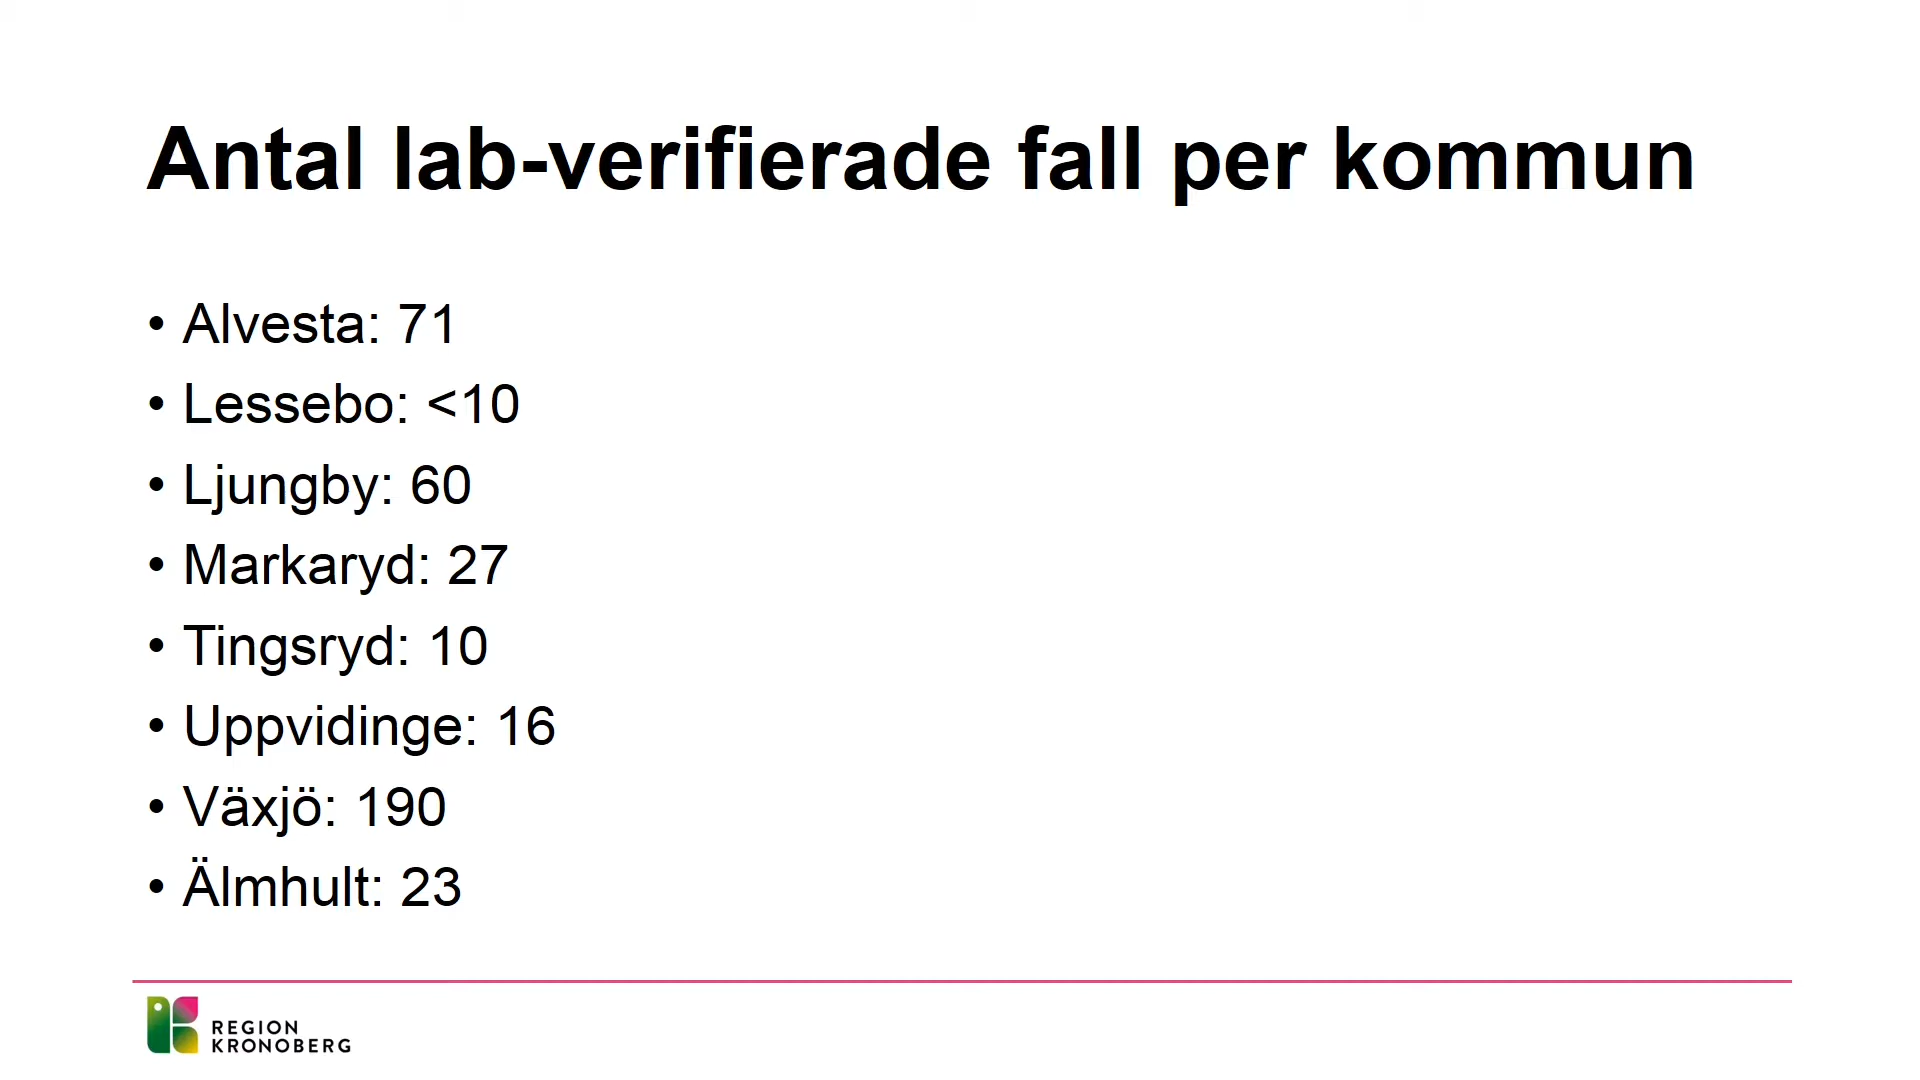 Antal lab-verifierade fall per kommun
• Alvesta: 71
• Lessebo: <10
• Ljungby: 60
• Markaryd: 27
• Tingsryd: 10
• Uppvidinge: 16
• Växjö: 190
• Älmhult: 23
REGION
KRONOBERG